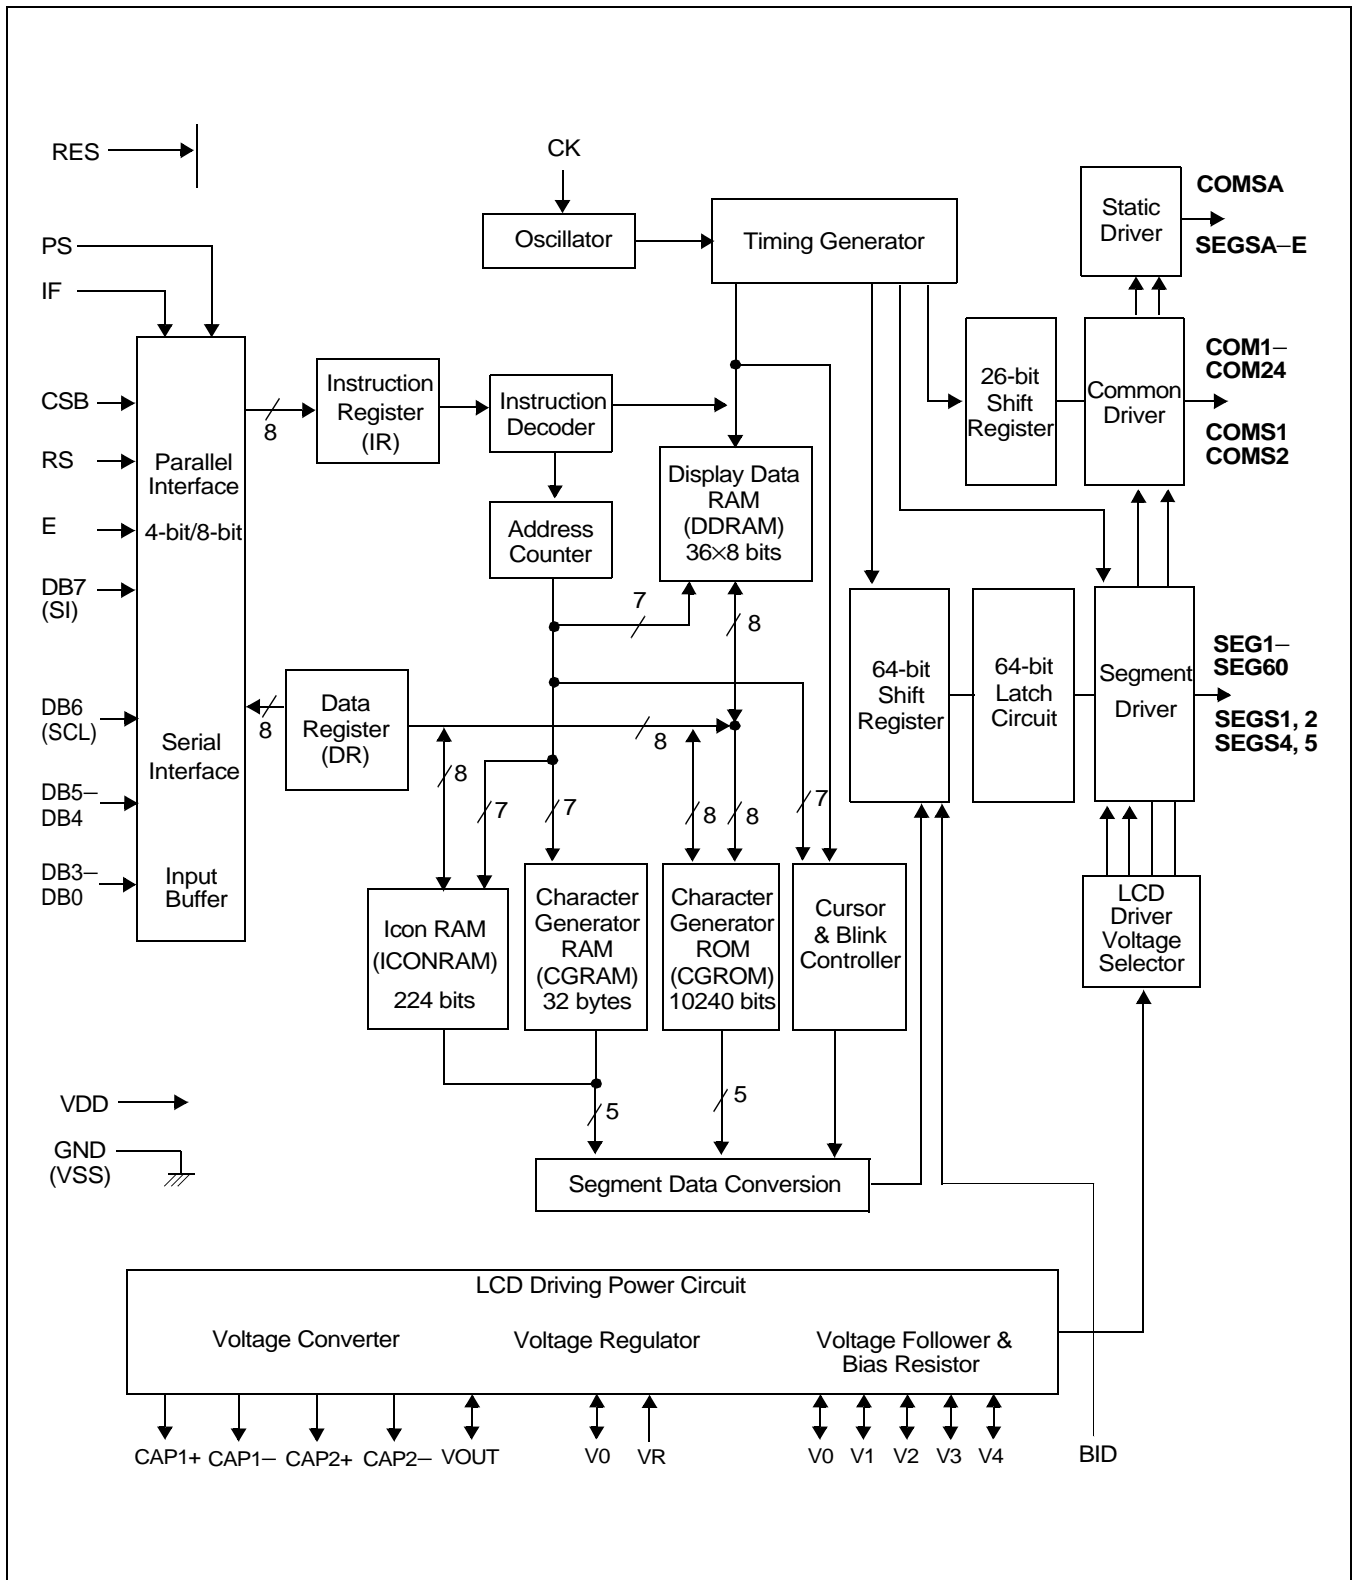 RES
CK
COMSA
Static
Driver
SEGSA–E
PS
Oscillator
Timing Generator
IF
COM1–
COM24
26-bit
Shift
Register
Common
Driver
COMS1
COMS2
Instruction
Register
(IR)
Instruction
Decoder
8
CSB
RS
Parallel
Interface
4-bit/8-bit
E
Display Data
RAM
(DDRAM)
36×8 bits
Address
Counter
DB7
(SI)
7
8
64-bit
Shift
Register
64-bit
Latch
Circuit
Segment
Driver
SEG1–
SEG60
SEGS1, 2
SEGS4, 5
DB6
(SCL)
8
Data
Register
(DR)
8
Serial
Interface
8
7
7
8
8
7
DB5–
DB4
DB3–
DB0
Input
Buffer
Icon RAM
(ICONRAM)
224 bits
Character
Generator
RAM
(CGRAM)
32 bytes
Character
Generator
ROM
(CGROM)
10240 bits
Cursor
& Blink
Controller
LCD
Driver
Voltage
Selector
VDD
5
5
GND
(VSS)
Segment Data Conversion
LCD Driving Power Circuit
Voltage Converter
Voltage Regulator
Voltage Follower &
Bias Resistor
CAP1+ CAP1– CAP2+ CAP2– VOUT V0 VR V0 V1 V2 V3 V4 BID